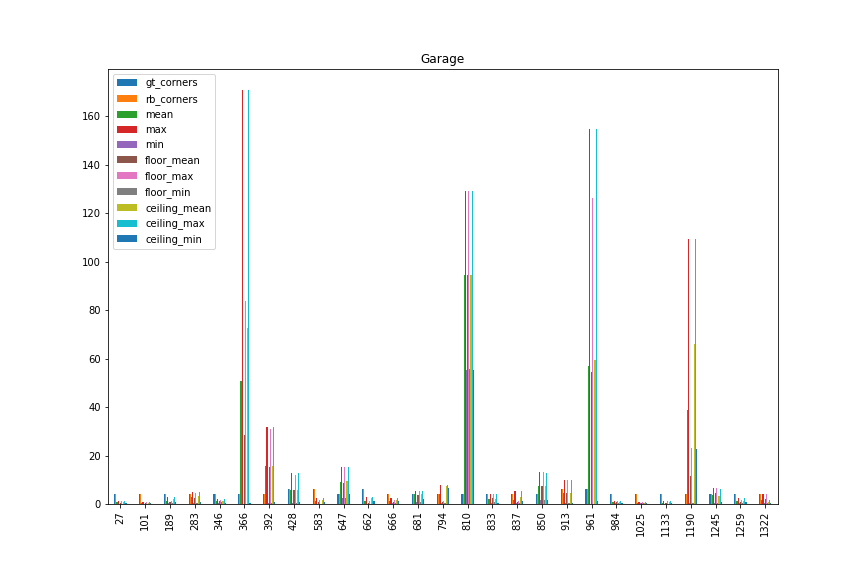 Garage
gt_corners
rb_corners
mean
max
min
floor_mean
floor_max
floor_min
ceiling_mean
ceiling_max
ceiling_min
160
140
120
100
80
60
40
20
0
27 101 189 283 346 366 392 428 583 647 662 666 681 794 810 833 837 850 913 961 984 1025 1133 1190 1245 1259 1322